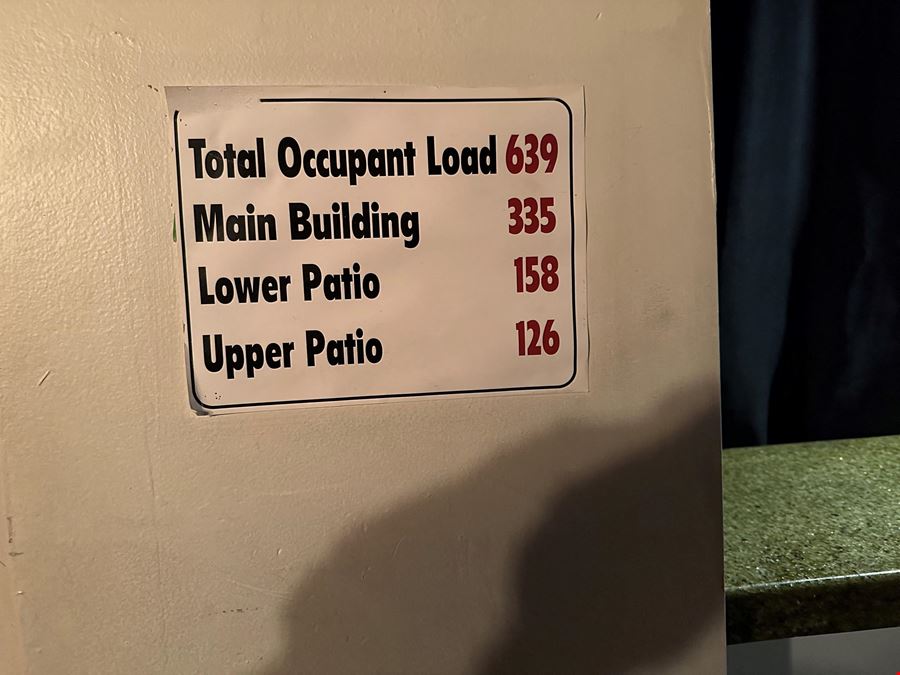 Total Occupant Load 639
Main Building 335
Lower Patio 158
Upper Patio 126